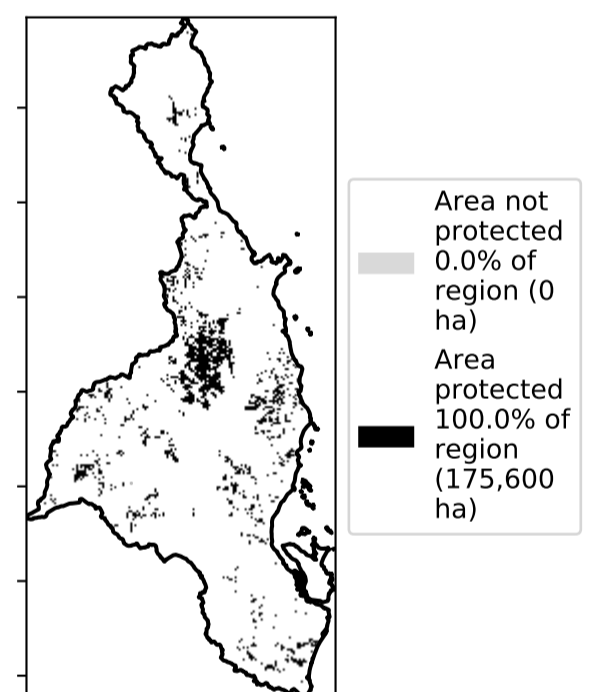 Area not
protected
0.0% of
region (0
ha)
Area
protected
100.0% of
region
(175,600
ha)